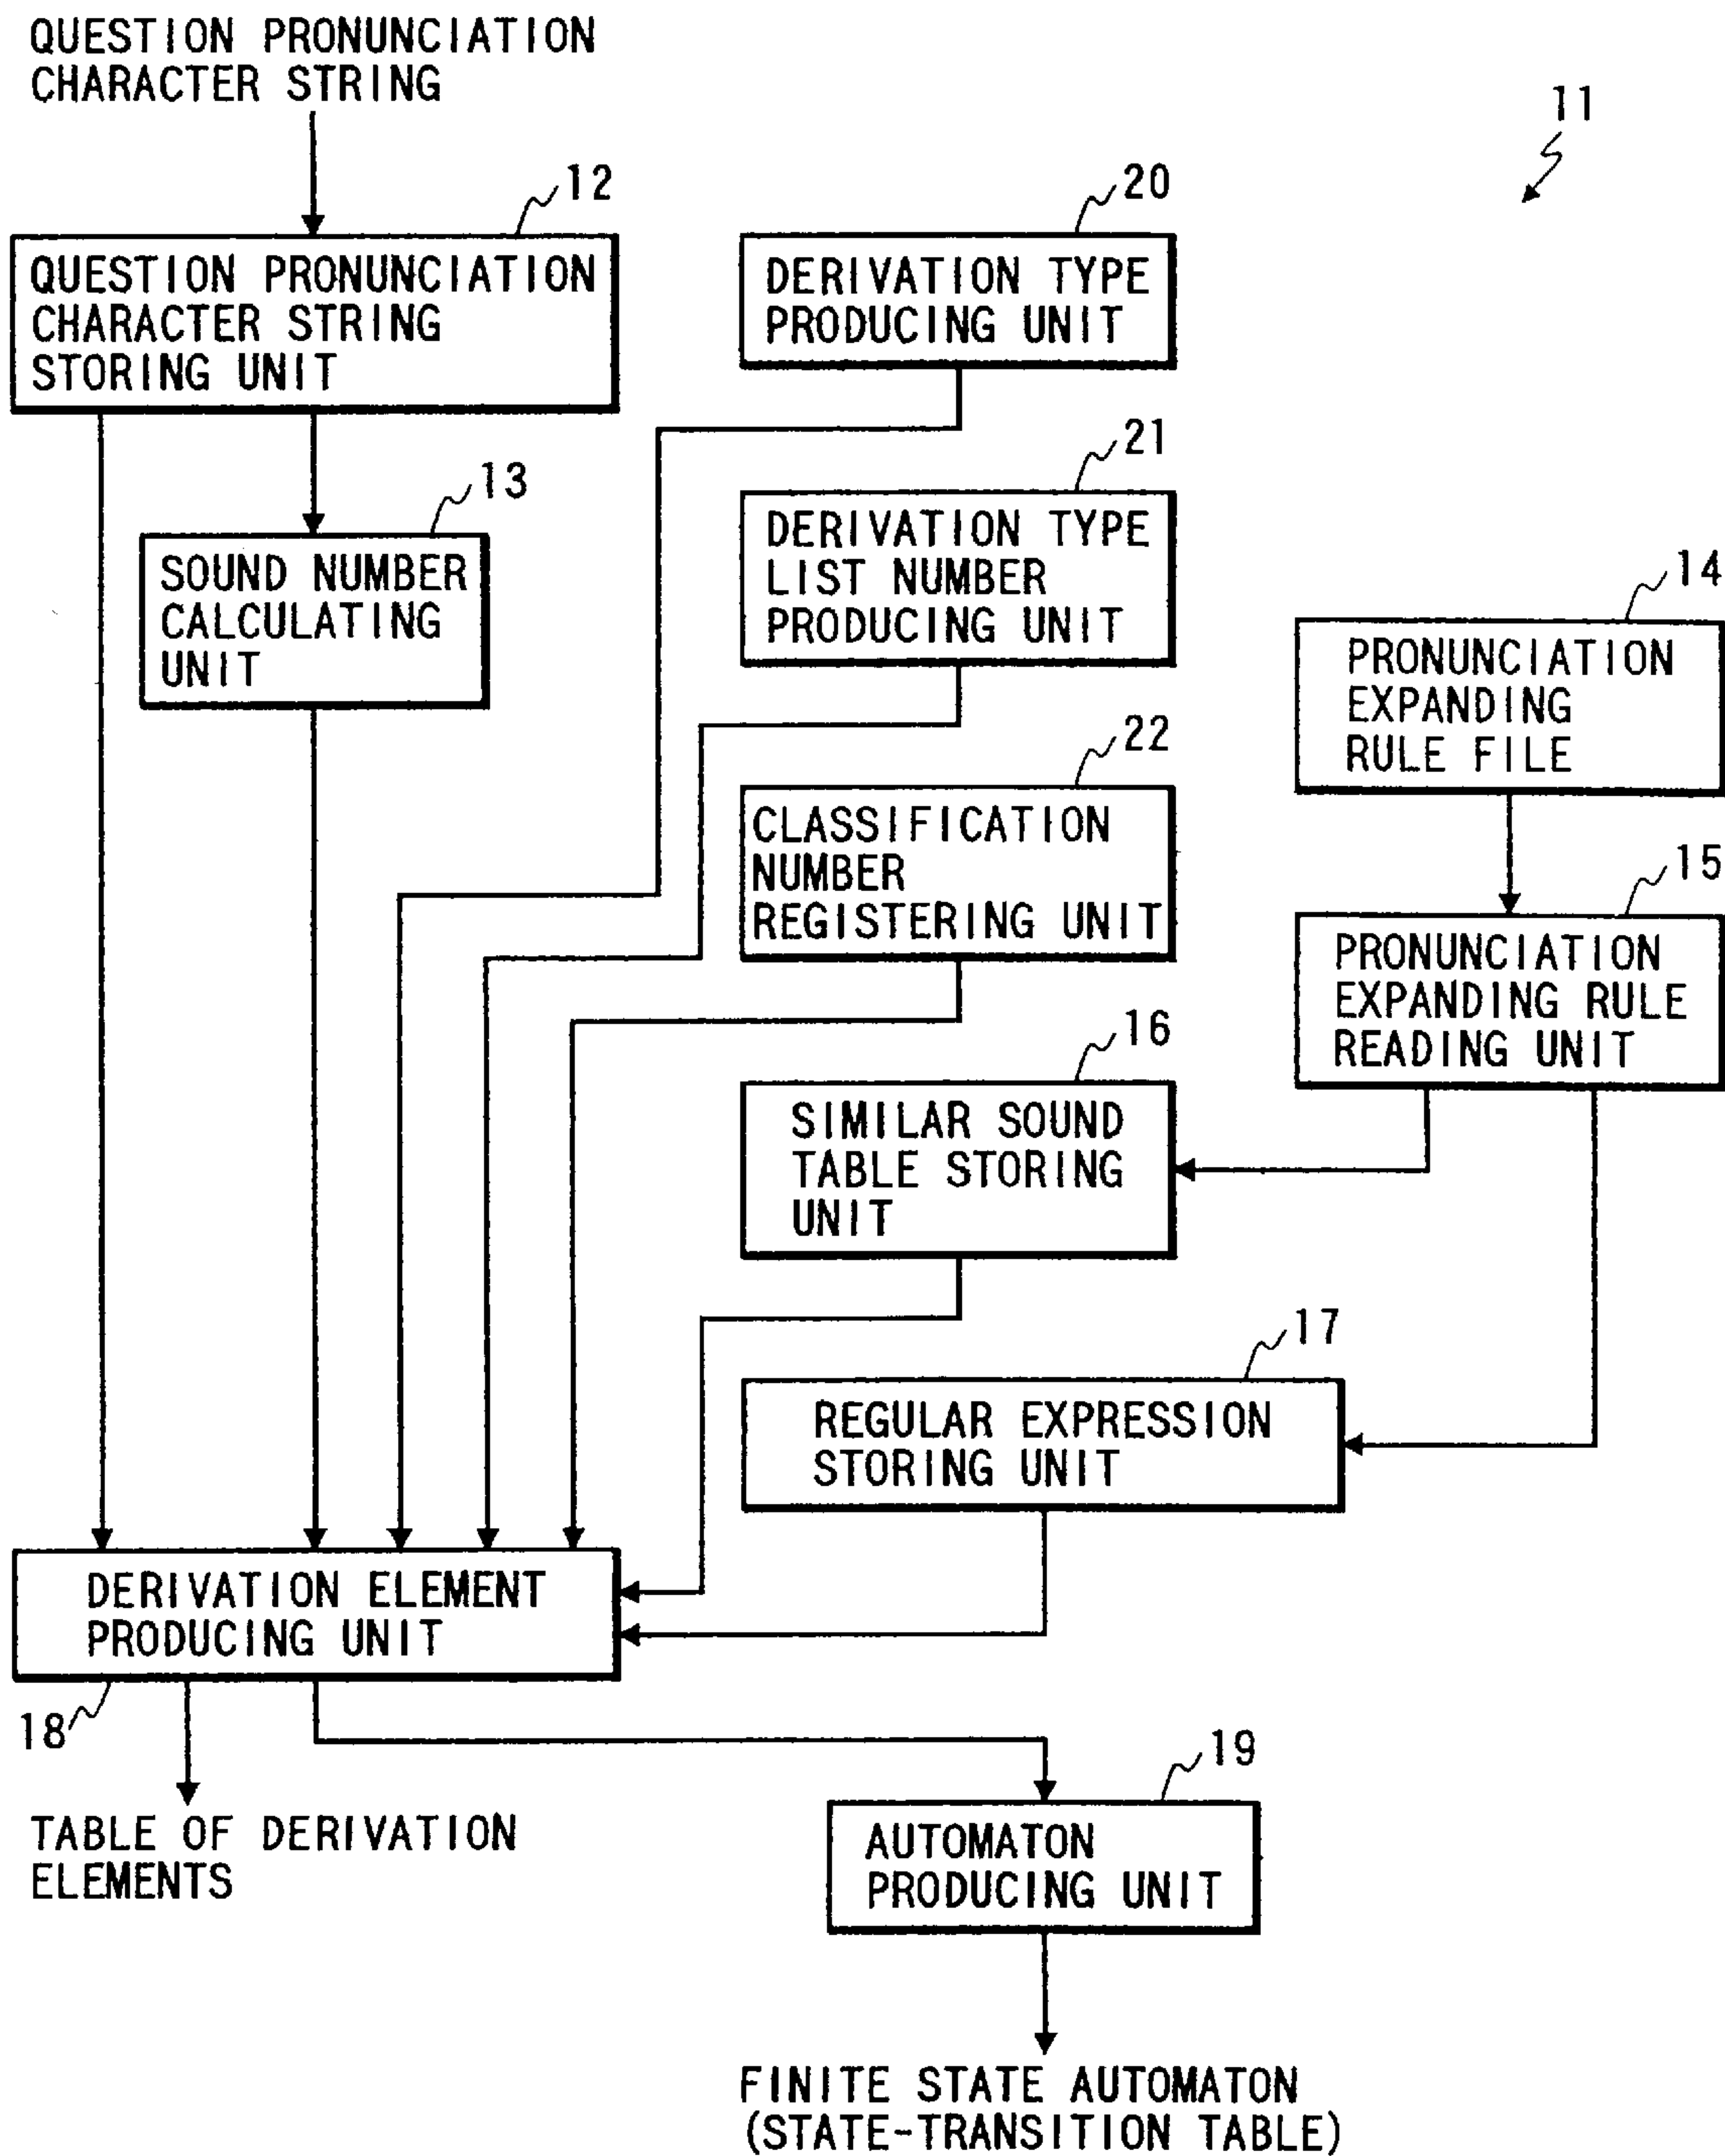 QUESTION PRONUNCIATION
CHARACTER STRING
11
12
QUESTION PRONUNCIATION
CHARACTER STRING
STORING UNIT
20
DERIVATION TYPE
PRODUCING UNIT
21
DERIVATION TYPE
LIST NUMBER
PRODUCING UNIT
13
SOUND NUMBER
CALCULATING
UNIT
14
PRONUNCIATION
EXPANDING
RULE FILE
22
CLASSIFICATION
NUMBER
REGISTERING UNIT
15
PRONUNCIATION
EXPANDING RULE
READING UNIT
16
SIMILAR SOUND
TABLE STORING
UNIT
17
REGULAR EXPRESSION
STORING UNIT
DERIVATION ELEMENT
PRODUCING UNIT
18
TABLE OF DERIVATION
ELEMENTS
19
AUTOMATON
PRODUCING UNIT
FINITE STATE AUTOMATON
(STATE-TRANSITION TABLE)